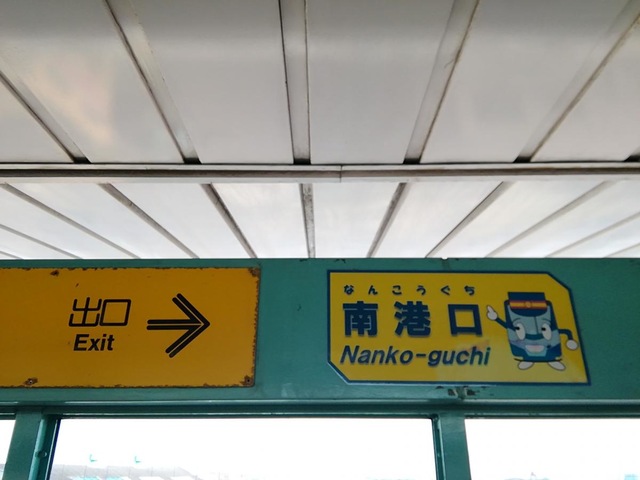 出口
Exit
なんこうぐち
南港口
Nanko-guchi